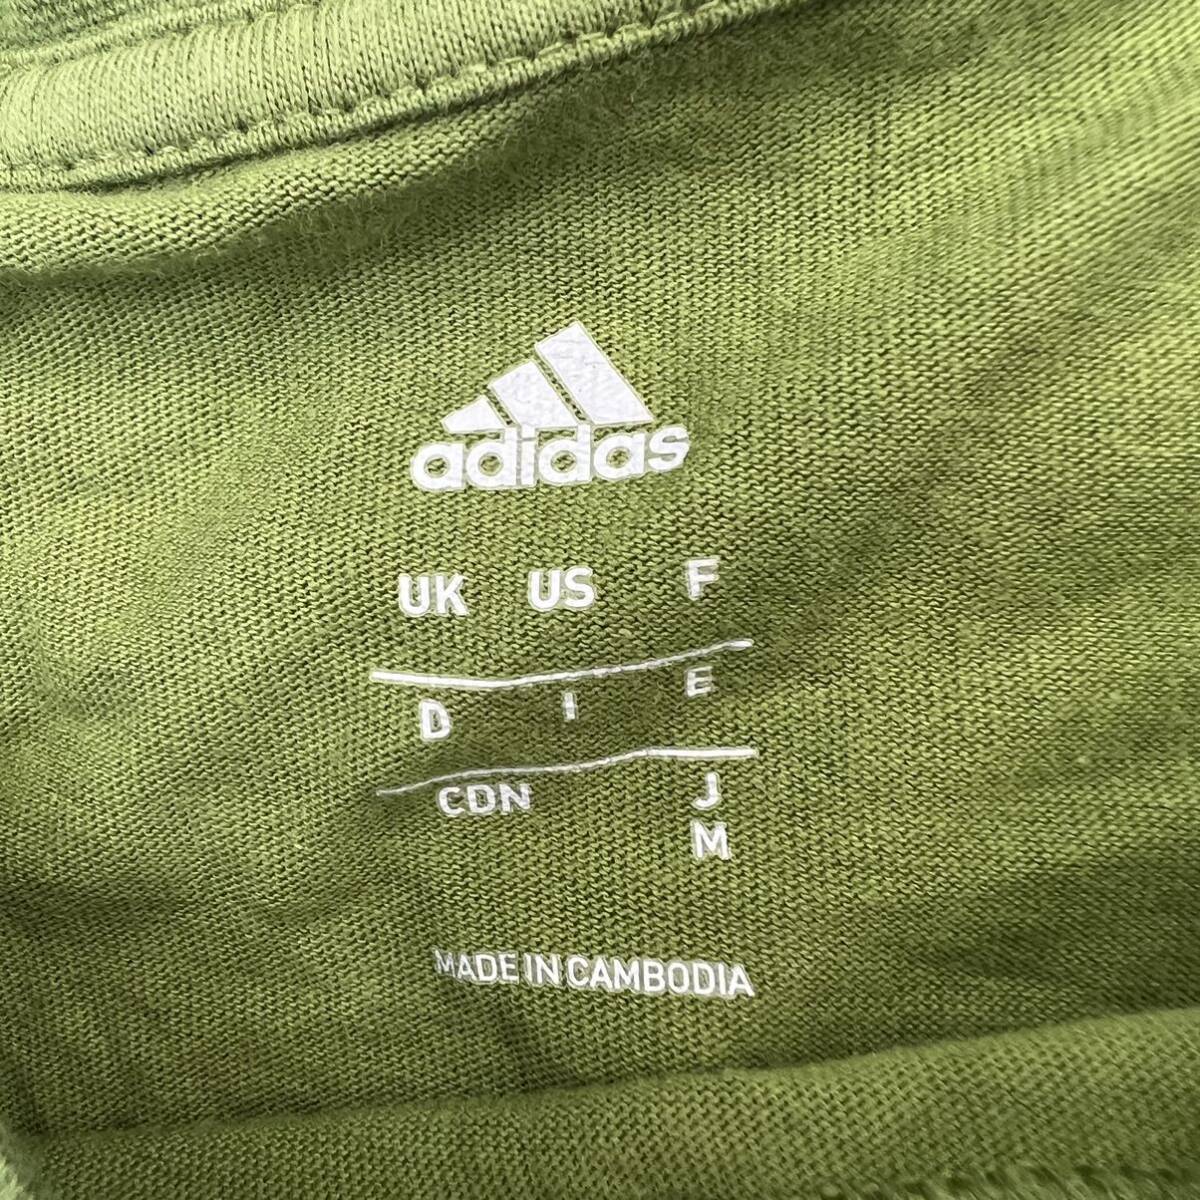 adidas
UK US F
D I E
CDN J
M
MADE IN CAMBODIA